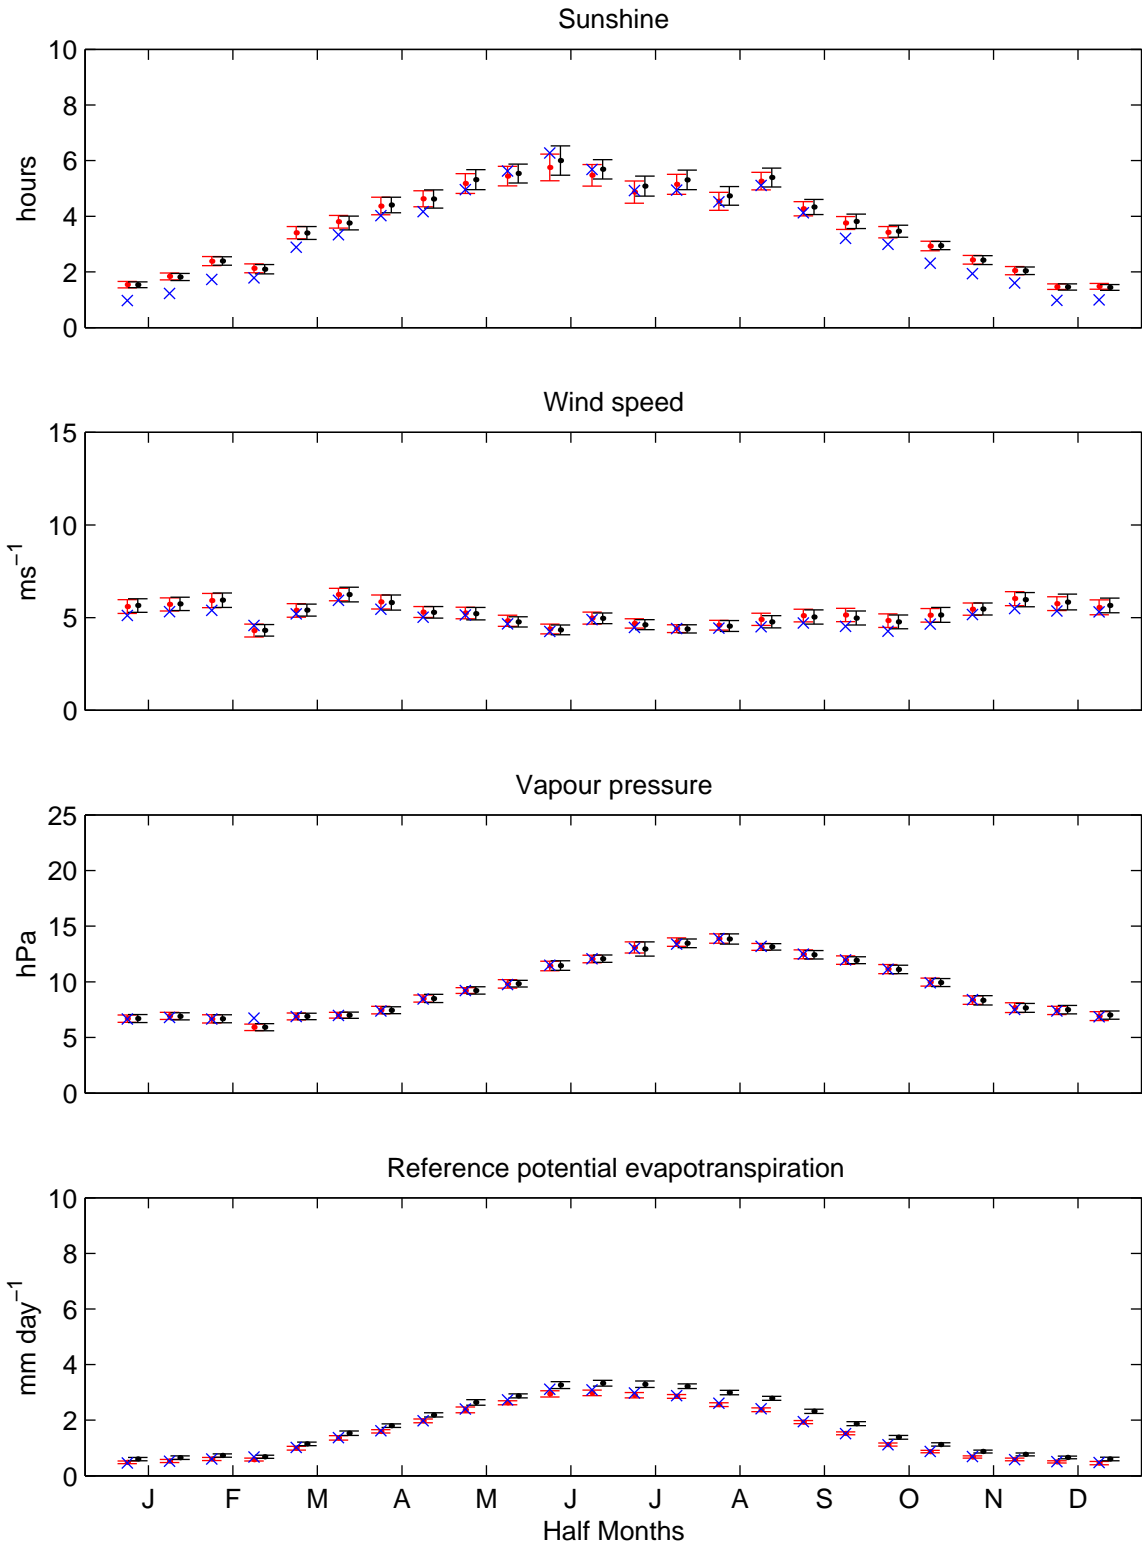 Sunshine
10
8
6
4
2
0
hours
Wind speed
15
10
5
0
ms⁻¹
Vapour pressure
25
20
15
10
5
0
hPa
Reference potential evapotranspiration
10
8
6
4
2
0
mm day⁻¹
J F M A M J J A S O N D
Half Months